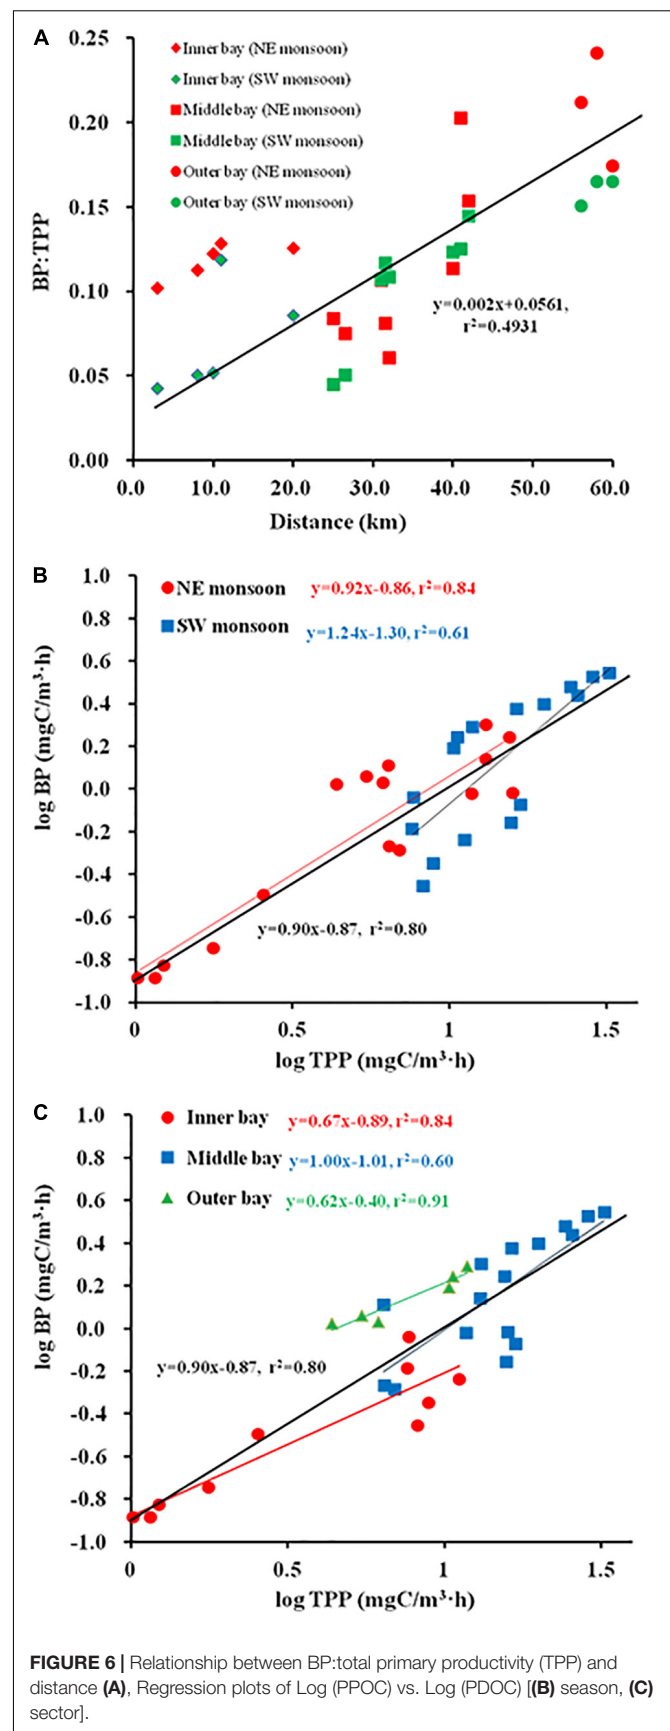 A
0.25
0.20
0.15
0.10
0.05
0.00
BP:TPP
Inner bay (NE monsoon)
Inner bay (SW monsoon)
Middle bay (NE monsoon)
Middle bay (SW monsoon)
Outer bay (NE monsoon)
Outer bay (SW monsoon)
y=0.002x+0.0561,
r²=0.4931
0.0 10.0 20.0 30.0 40.0 50.0 60.0
Distance (km)
B
1.0
0.8
0.6
0.4
0.2
0.0
-0.2
-0.4
-0.6
-0.8
-1.0
log BP (mgC/m³·h)
NE monsoon y=0.92x-0.86, r²=0.84
SW monsoon y=1.24x-1.30, r²=0.61
y=0.90x-0.87, r²=0.80
0 0.5 1 1.5
log TPP (mgC/m³·h)
C
1.0
0.8
0.6
0.4
0.2
0.0
-0.2
-0.4
-0.6
-0.8
-1.0
log BP (mgC/m³·h)
Inner bay y=0.67x-0.89, r²=0.84
Middle bay y=1.00x-1.01, r²=0.60
Outer bay y=0.62x-0.40, r²=0.91
y=0.90x-0.87, r²=0.80
0 0.5 1 1.5
log TPP (mgC/m³·h)
FIGURE 6 | Relationship between BP:total primary productivity (TPP) and
distance (A), Regression plots of Log (PPOC) vs. Log (PDOC) [(B) season, (C)
sector].